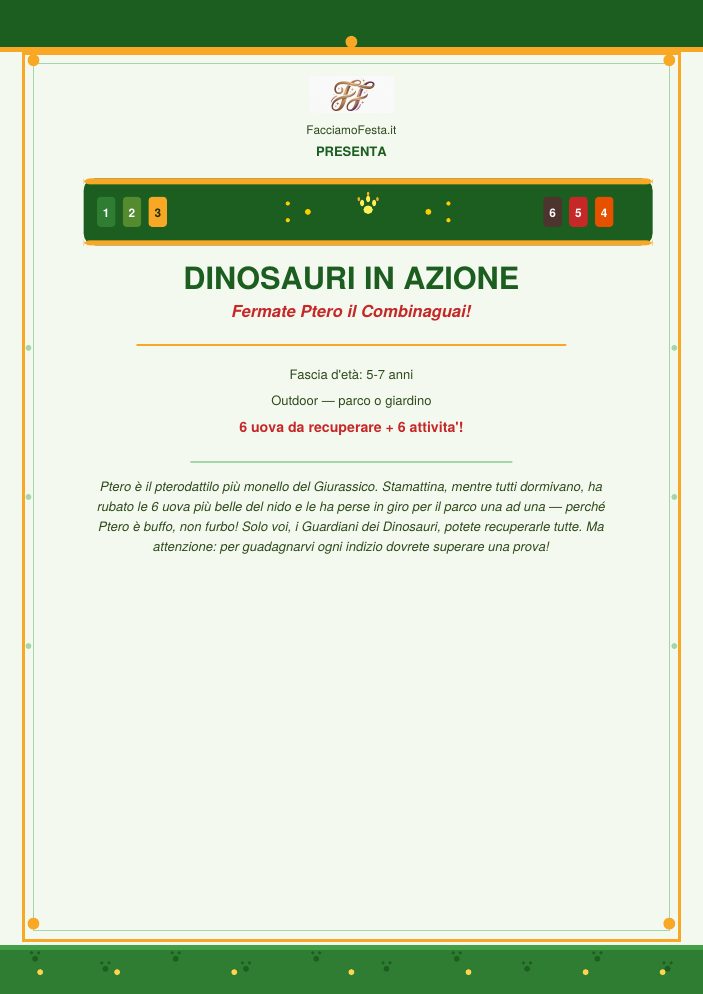 FF
FacciamoFesta.it
PRESENTA
1 2 3 6 5 4
DINOSAURI IN AZIONE
Fermate Ptero il Combinaguai!
Fascia d'età: 5-7 anni
Outdoor — parco o giardino
6 uova da recuperare + 6 attivita'!
Ptero è il pterodattilo più monello del Giurassico. Stamattina, mentre tutti dormivano, ha
rubato le 6 uova più belle del nido e le ha perse in giro per il parco una ad una — perché
Ptero è buffo, non furbo! Solo voi, i Guardiani dei Dinosauri, potete recuperarle tutte. Ma
attenzione: per guadagnarvi ogni indizio dovrete superare una prova!